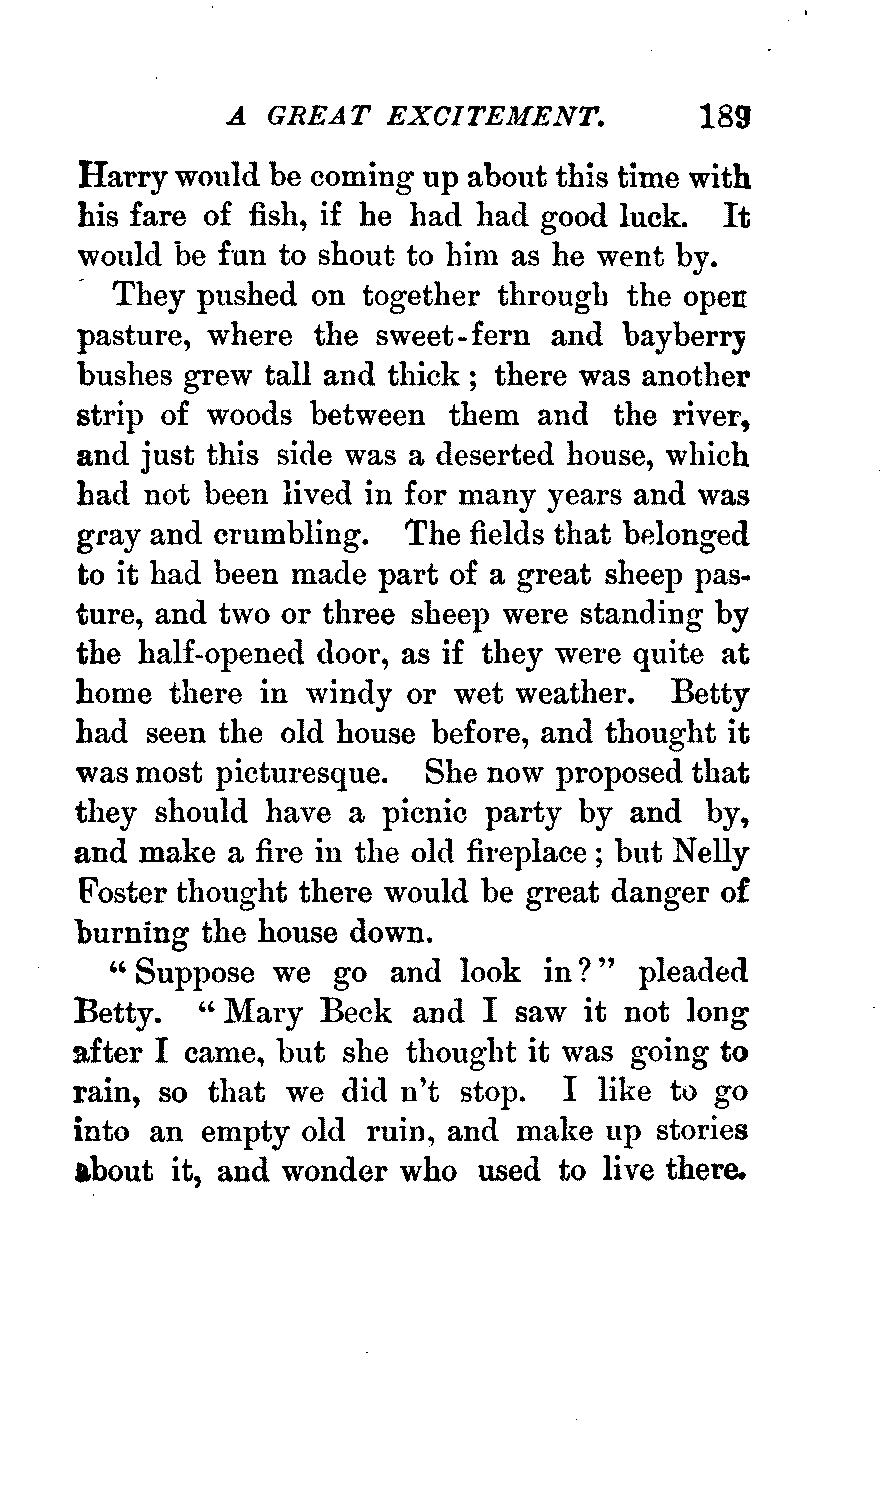 A GREAT EXCITEMENT. 189
Harry would be coming up about this time with
his fare of fish, if he had had good luck. It
would be fun to shout to him as he went by.
They pushed on together through the open
pasture, where the sweet-fern and bayberry
bushes grew tall and thick ; there was another
strip of woods between them and the river,
and just this side was a deserted house, which
had not been lived in for many years and was
gray and crumbling. The fields that belonged
to it had been made part of a great sheep pas-
ture, and two or three sheep were standing by
the half-opened door, as if they were quite at
home there in windy or wet weather. Betty
had seen the old house before, and thought it
was most picturesque. She now proposed that
they should have a picnic party by and by,
and make a fire in the old fireplace ; but Nelly
Foster thought there would be great danger of
burning the house down.
“ Suppose we go and look in ? ” pleaded
Betty. “ Mary Beck and I saw it not long
after I came, but she thought it was going to
rain, so that we did n't stop. I like to go
into an empty old ruin, and make up stories
about it, and wonder who used to live there.